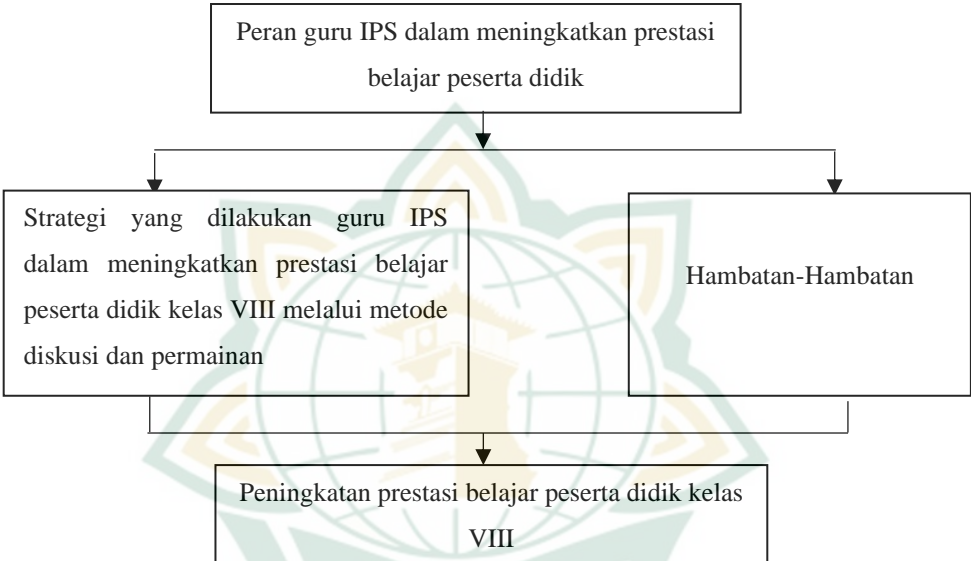 Peran guru IPS dalam meningkatkan prestasi
belajar peserta didik
Strategi yang dilakukan guru IPS
dalam meningkatkan prestasi belajar
peserta didik kelas VIII melalui metode
diskusi dan permainan
Hambatan-Hambatan
Peningkatan prestasi belajar peserta didik kelas
VIII